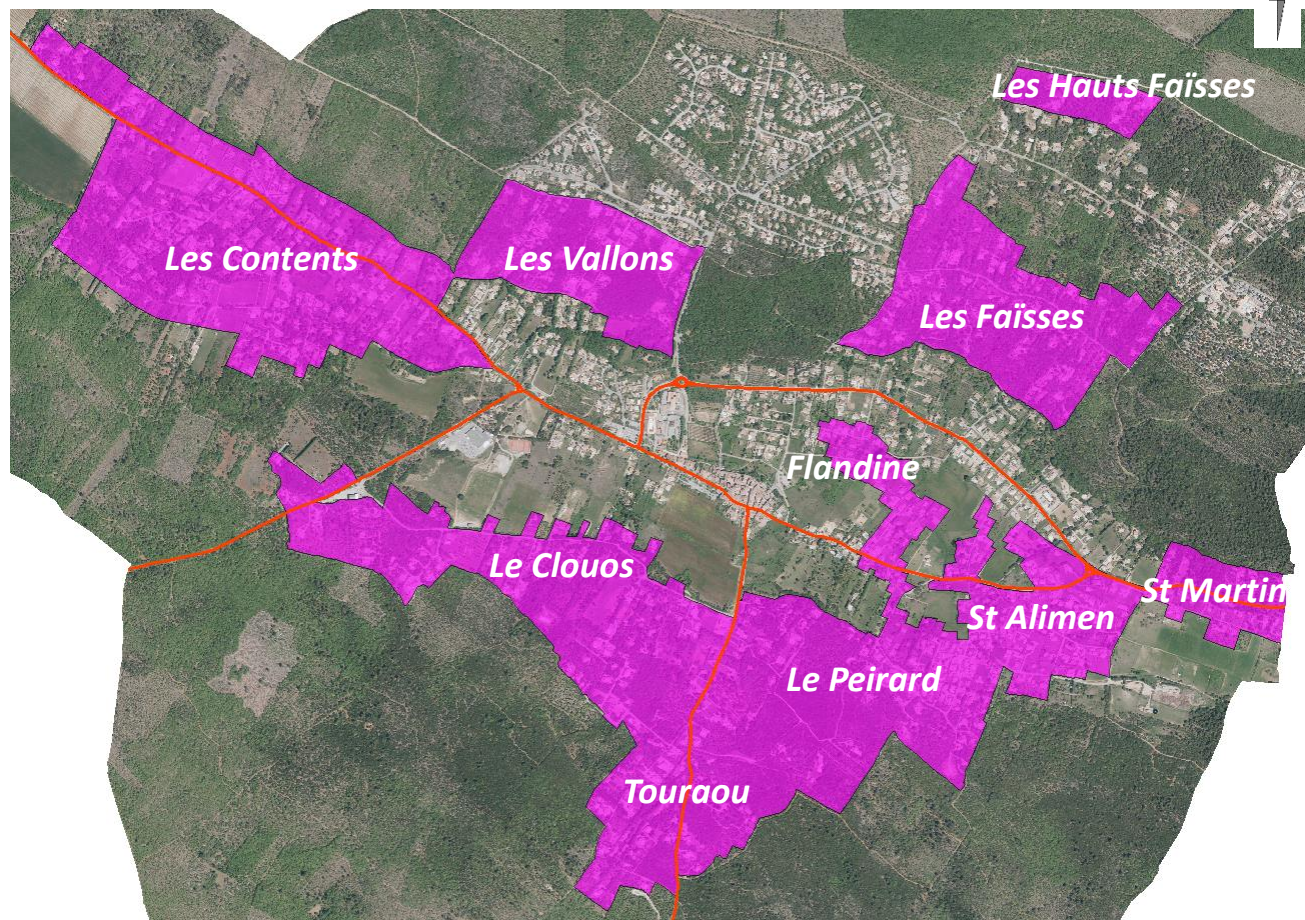 Les Hauts Faïsses
Les Contents
Les Vallons
Les Faïsses
Flandine
Le Clouos
St Martin
St Alimen
Le Peirard
Touraou